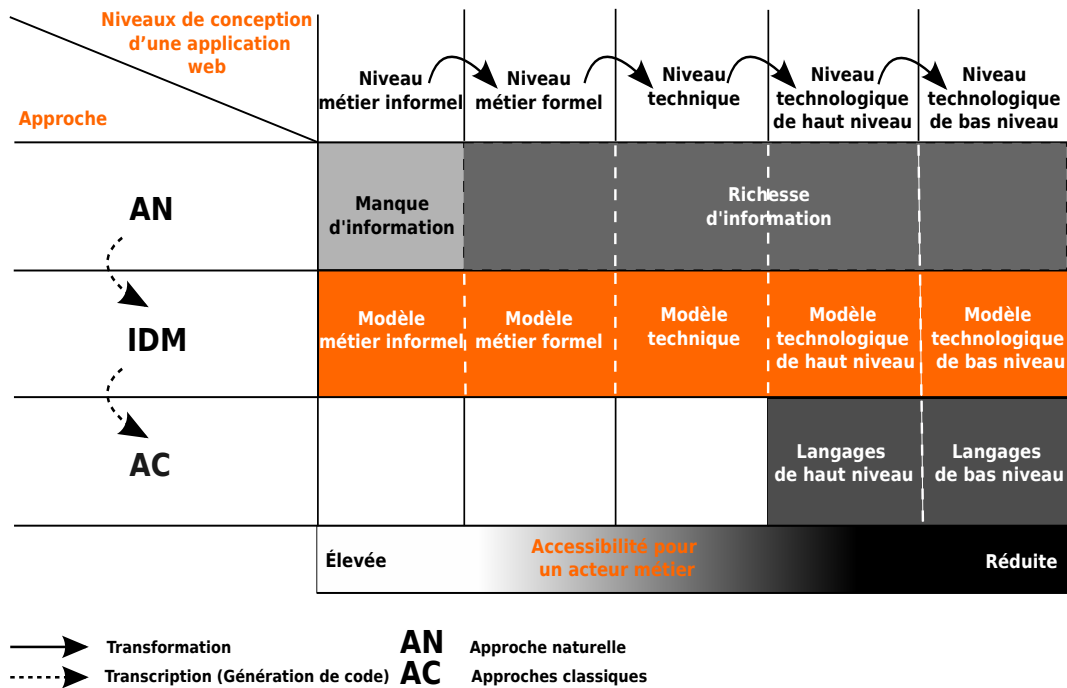 Niveaux de conception
d’une application
web
Approche
Niveau
métier informel
Niveau
métier formel
Niveau
technique
Niveau
technologique
de haut niveau
Niveau
technologique
de bas niveau
AN
Manque
d'information
Richesse
d'information
IDM
Modèle
métier informel
Modèle
métier formel
Modèle
technique
Modèle
technologique
de haut niveau
Modèle
technologique
de bas niveau
AC
Langages
de haut niveau
Langages
de bas niveau
Élevée
Accessibilité pour
un acteur métier
Réduite
Transformation
AN Approche naturelle
Transcription (Génération de code)
AC Approches classiques